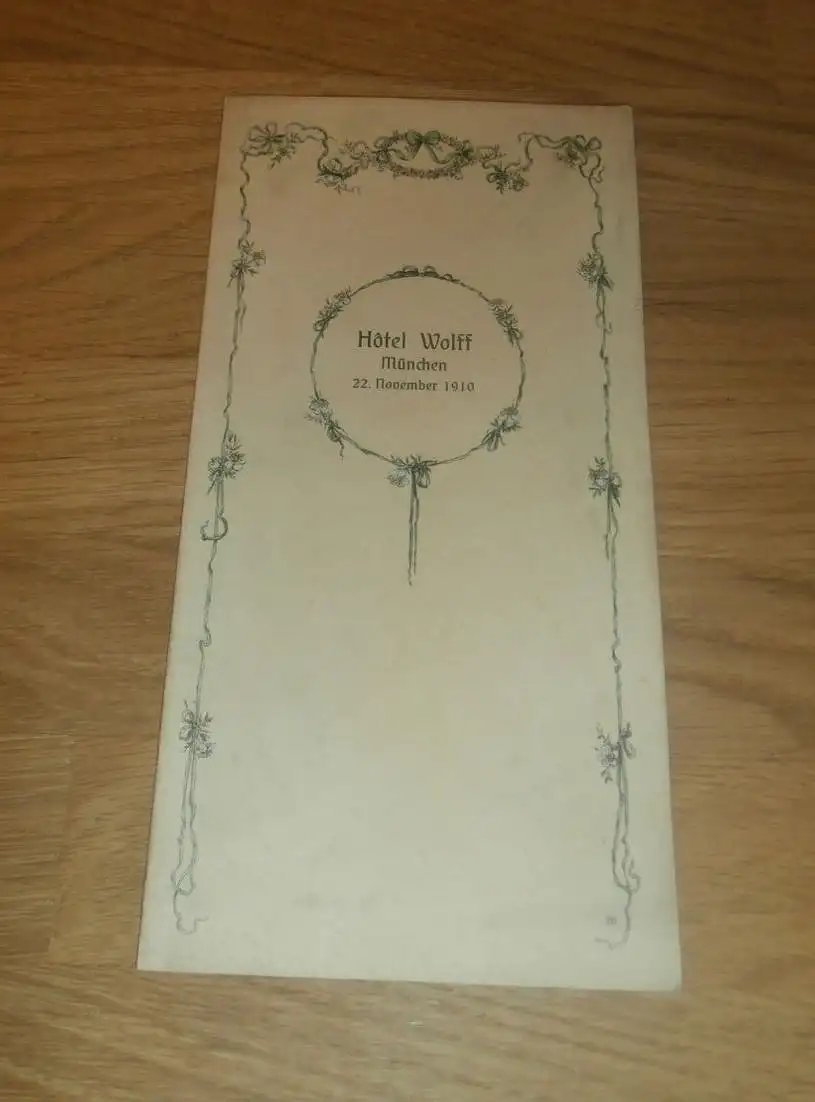 Hôtel Wolff
München
22. November 1910